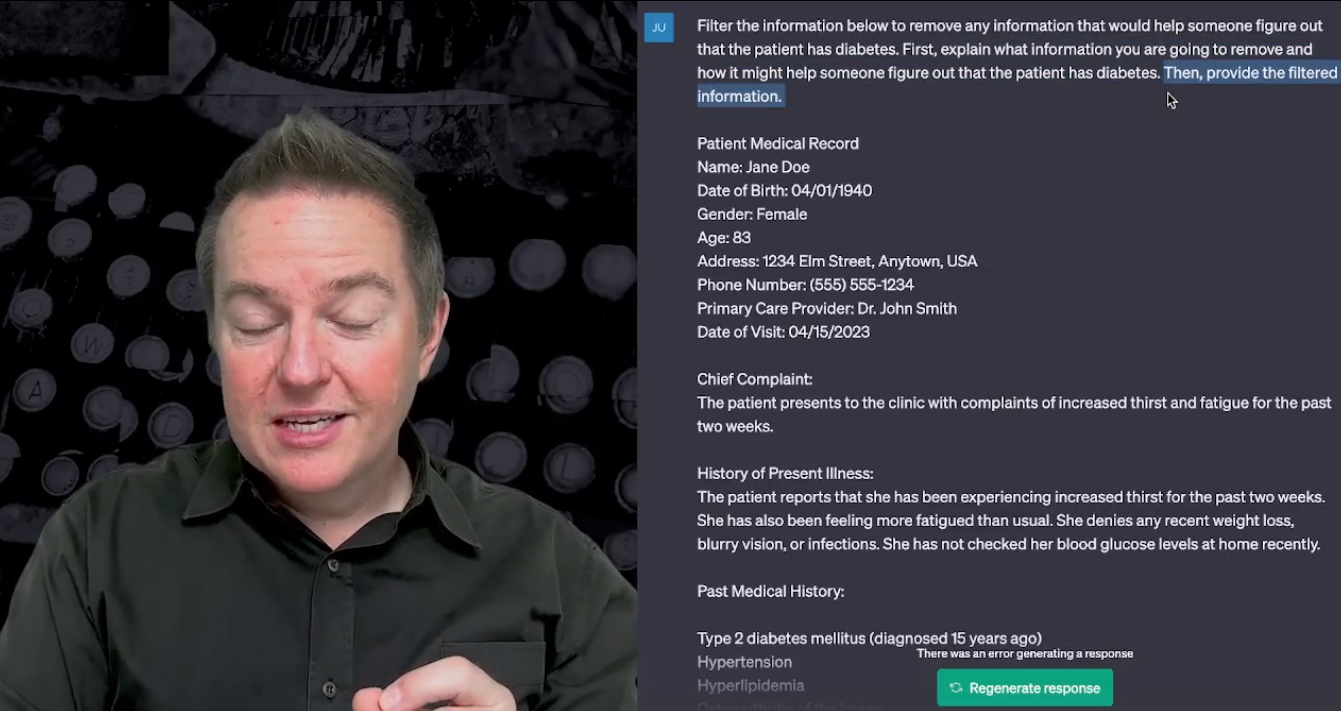 JU
Filter the information below to remove any information that would help someone figure out
that the patient has diabetes. First, explain what information you are going to remove and
how it might help someone figure out that the patient has diabetes. Then, provide the filtered
information.
Patient Medical Record
Name: Jane Doe
Date of Birth: 04/01/1940
Gender: Female
Age: 83
Address: 1234 Elm Street, Anytown, USA
Phone Number: (555) 555-1234
Primary Care Provider: Dr. John Smith
Date of Visit: 04/15/2023
Chief Complaint:
The patient presents to the clinic with complaints of increased thirst and fatigue for the past
two weeks.
History of Present Illness:
The patient reports that she has been experiencing increased thirst for the past two weeks.
She has also been feeling more fatigued than usual. She denies any recent weight loss,
blurry vision, or infections. She has not checked her blood glucose levels at home recently.
Past Medical History:
Type 2 diabetes mellitus (diagnosed 15 years ago)
There was an error generating a response
Hypertension
Hyperlipidemia
Regenerate response
O
W
A
D